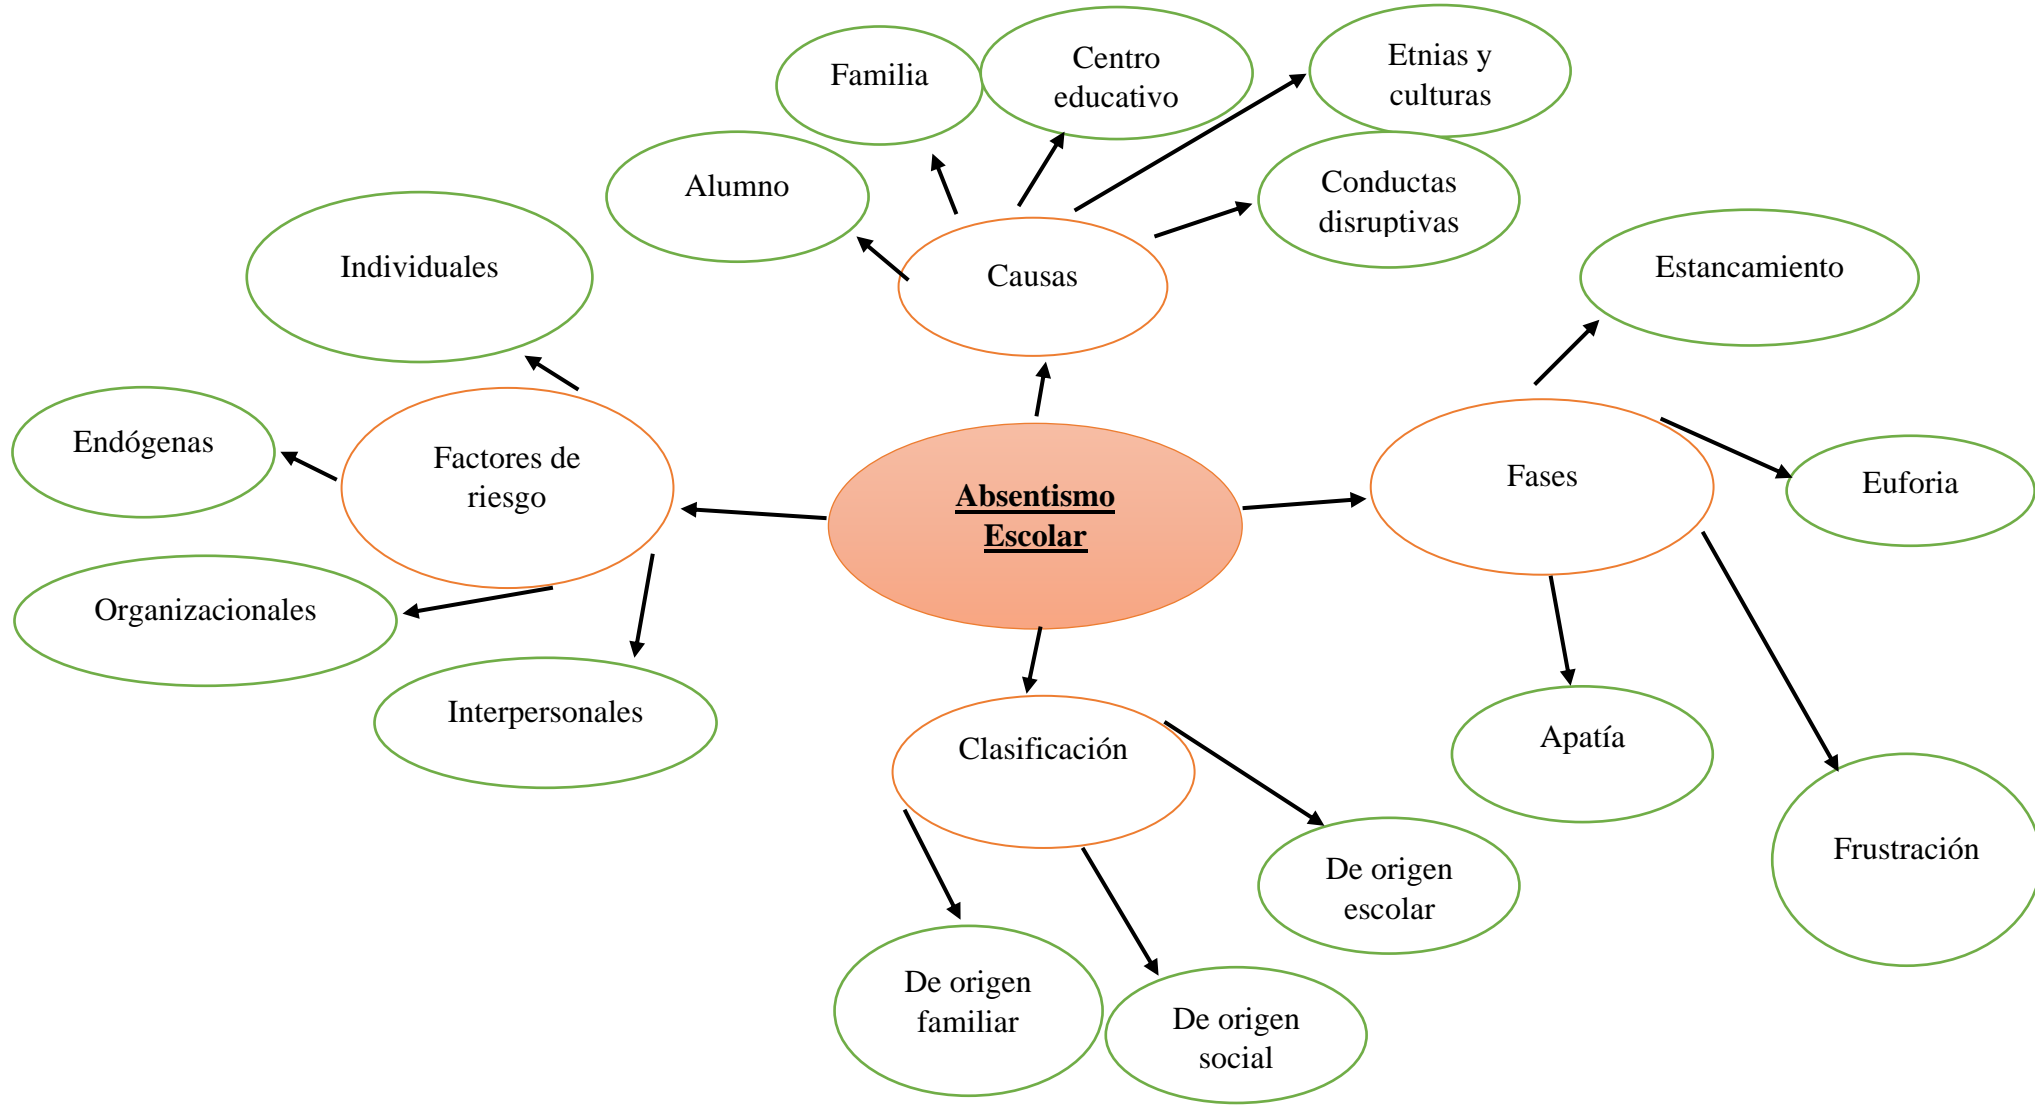 Familia
Centro
educativo
Etnias y
culturas
Alumno
Conductas
disruptivas
Causas
Individuales
Estancamiento
Endógenas
Factores de
riesgo
Absentismo
Escolar
Fases
Euforia
Organizacionales
Interpersonales
Clasificación
Apatía
Frustración
De origen
escolar
De origen
familiar
De origen
social